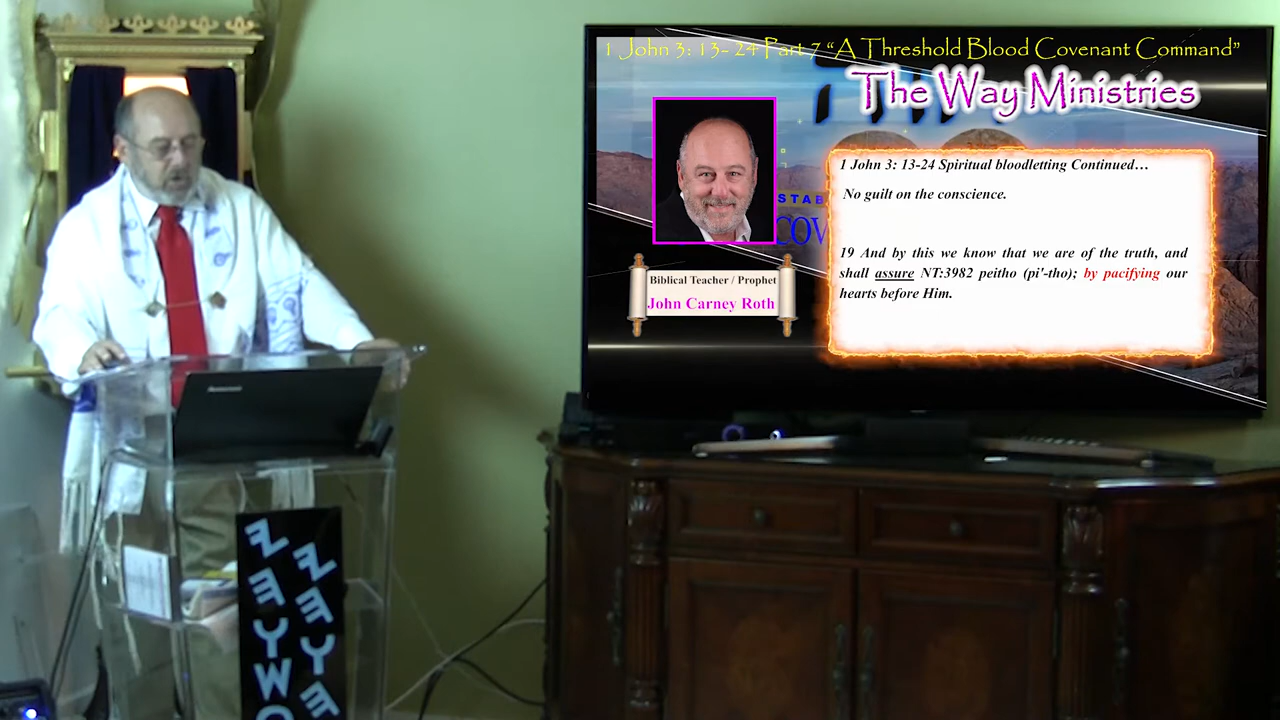 1 John 3: 13- 24 Part 7 “A Threshold Blood Covenant Command”
The Way Ministries
1 John 3: 13-24 Spiritual bloodletting Continued…
No guilt on the conscience.
19 And by this we know that we are of the truth, and
shall assure NT:3982 peitho (pi'-tho); by pacifying our
hearts before Him.
STAB
COV
Biblical Teacher / Prophet
John Carney Roth
Lenovo